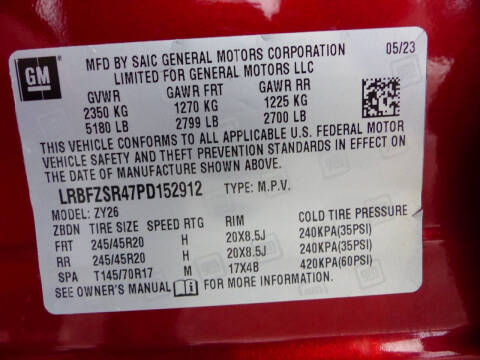 GM
MFD BY SAIC GENERAL MOTORS CORPORATION 05/23
LIMITED FOR GENERAL MOTORS LLC
GVWR GAWR FRT GAWR RR
2350 KG 1270 KG 1225 KG
5180 LB 2799 LB 2700 LB
THIS VEHICLE CONFORMS TO ALL APPLICABLE U.S. FEDERAL MOTOR
VEHICLE SAFETY AND THEFT PREVENTION STANDARDS IN EFFECT ON
THE DATE OF MANUFACTURE SHOWN ABOVE.
LRBFZSR47PD152912 TYPE: M.P.V.
MODEL: ZY26
ZBDN TIRE SIZE SPEED RTG RIM COLD TIRE PRESSURE
FRT 245/45R20 H 20X8.5J 240KPA(35PSI)
RR 245/45R20 H 20X8.5J 240KPA(35PSI)
SPA T145/70R17 M 17X4B 420KPA(60PSI)
SEE OWNER'S MANUAL i FOR MORE INFORMATION.